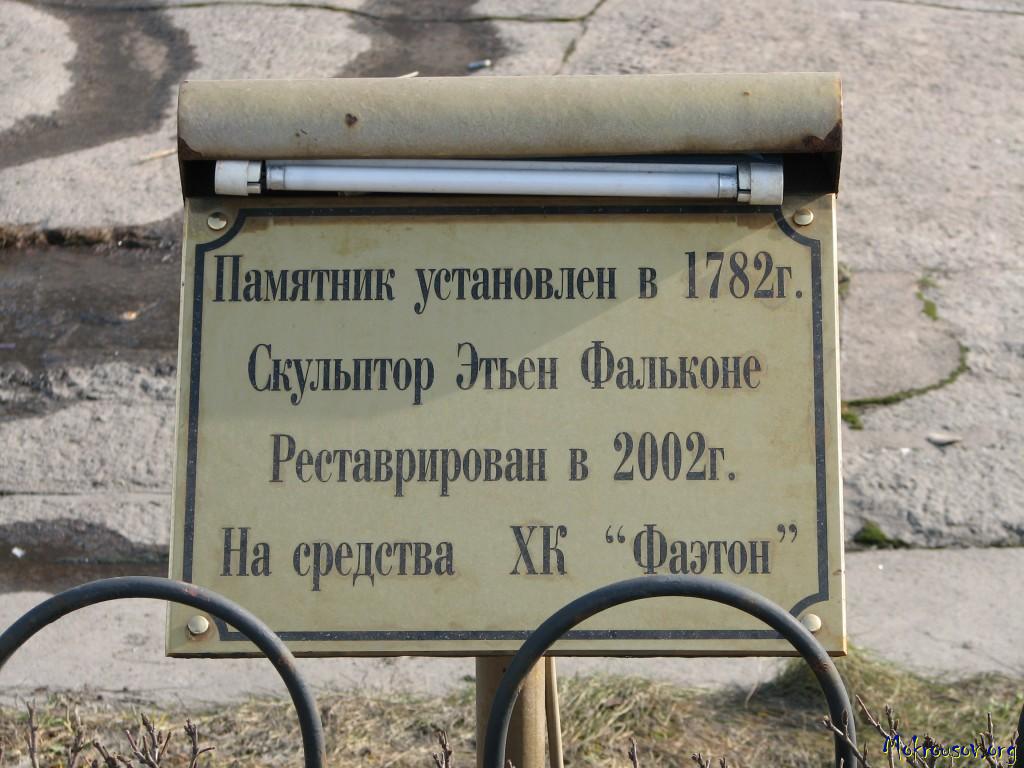 Памятник установлен в 1782г.
Скульптор Этьен Фальконе
Реставрирован в 2002г.
На средства ХК “Фаэтон”
Mokrousov.org